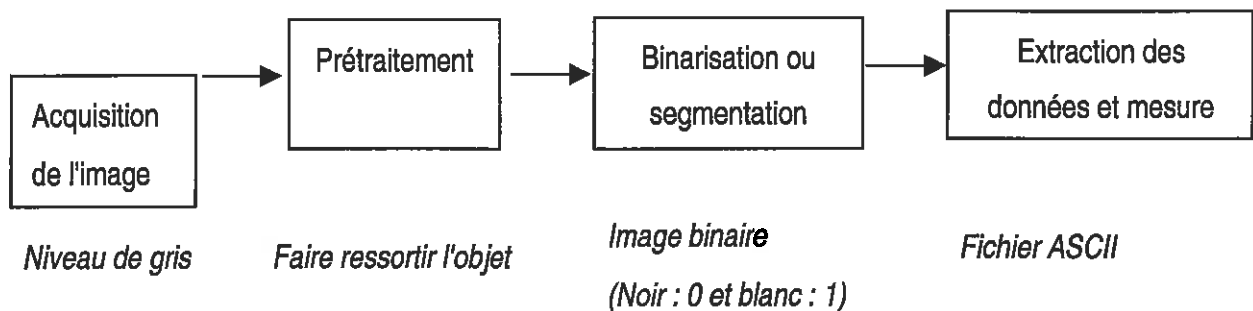 Acquisition
de l'image
Prétraitement
Binarisation ou
segmentation
Extraction des
données et mesure
Niveau de gris
Faire ressortir l'objet
Image binaire
(Noir : 0 et blanc : 1)
Fichier ASCII